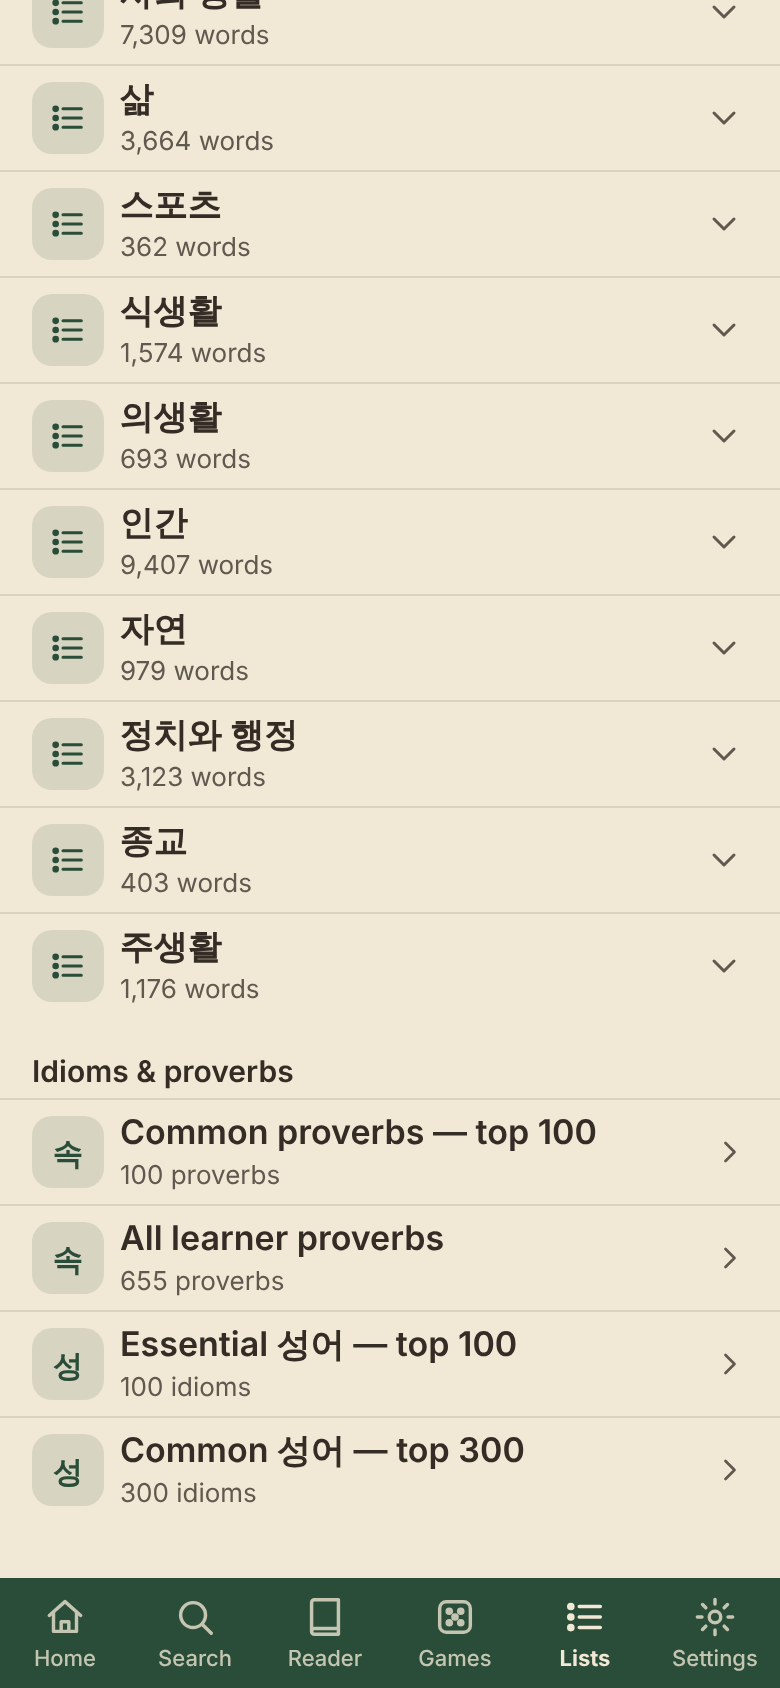 사회 생활
7,309 words
삶
3,664 words
스포츠
362 words
식생활
1,574 words
의생활
693 words
인간
9,407 words
자연
979 words
정치와 행정
3,123 words
종교
403 words
주생활
1,176 words
Idioms & proverbs
속
Common proverbs — top 100
100 proverbs
속
All learner proverbs
655 proverbs
성
Essential 성어 — top 100
100 idioms
성
Common 성어 — top 300
300 idioms
Home
Search
Reader
Games
Lists
Settings